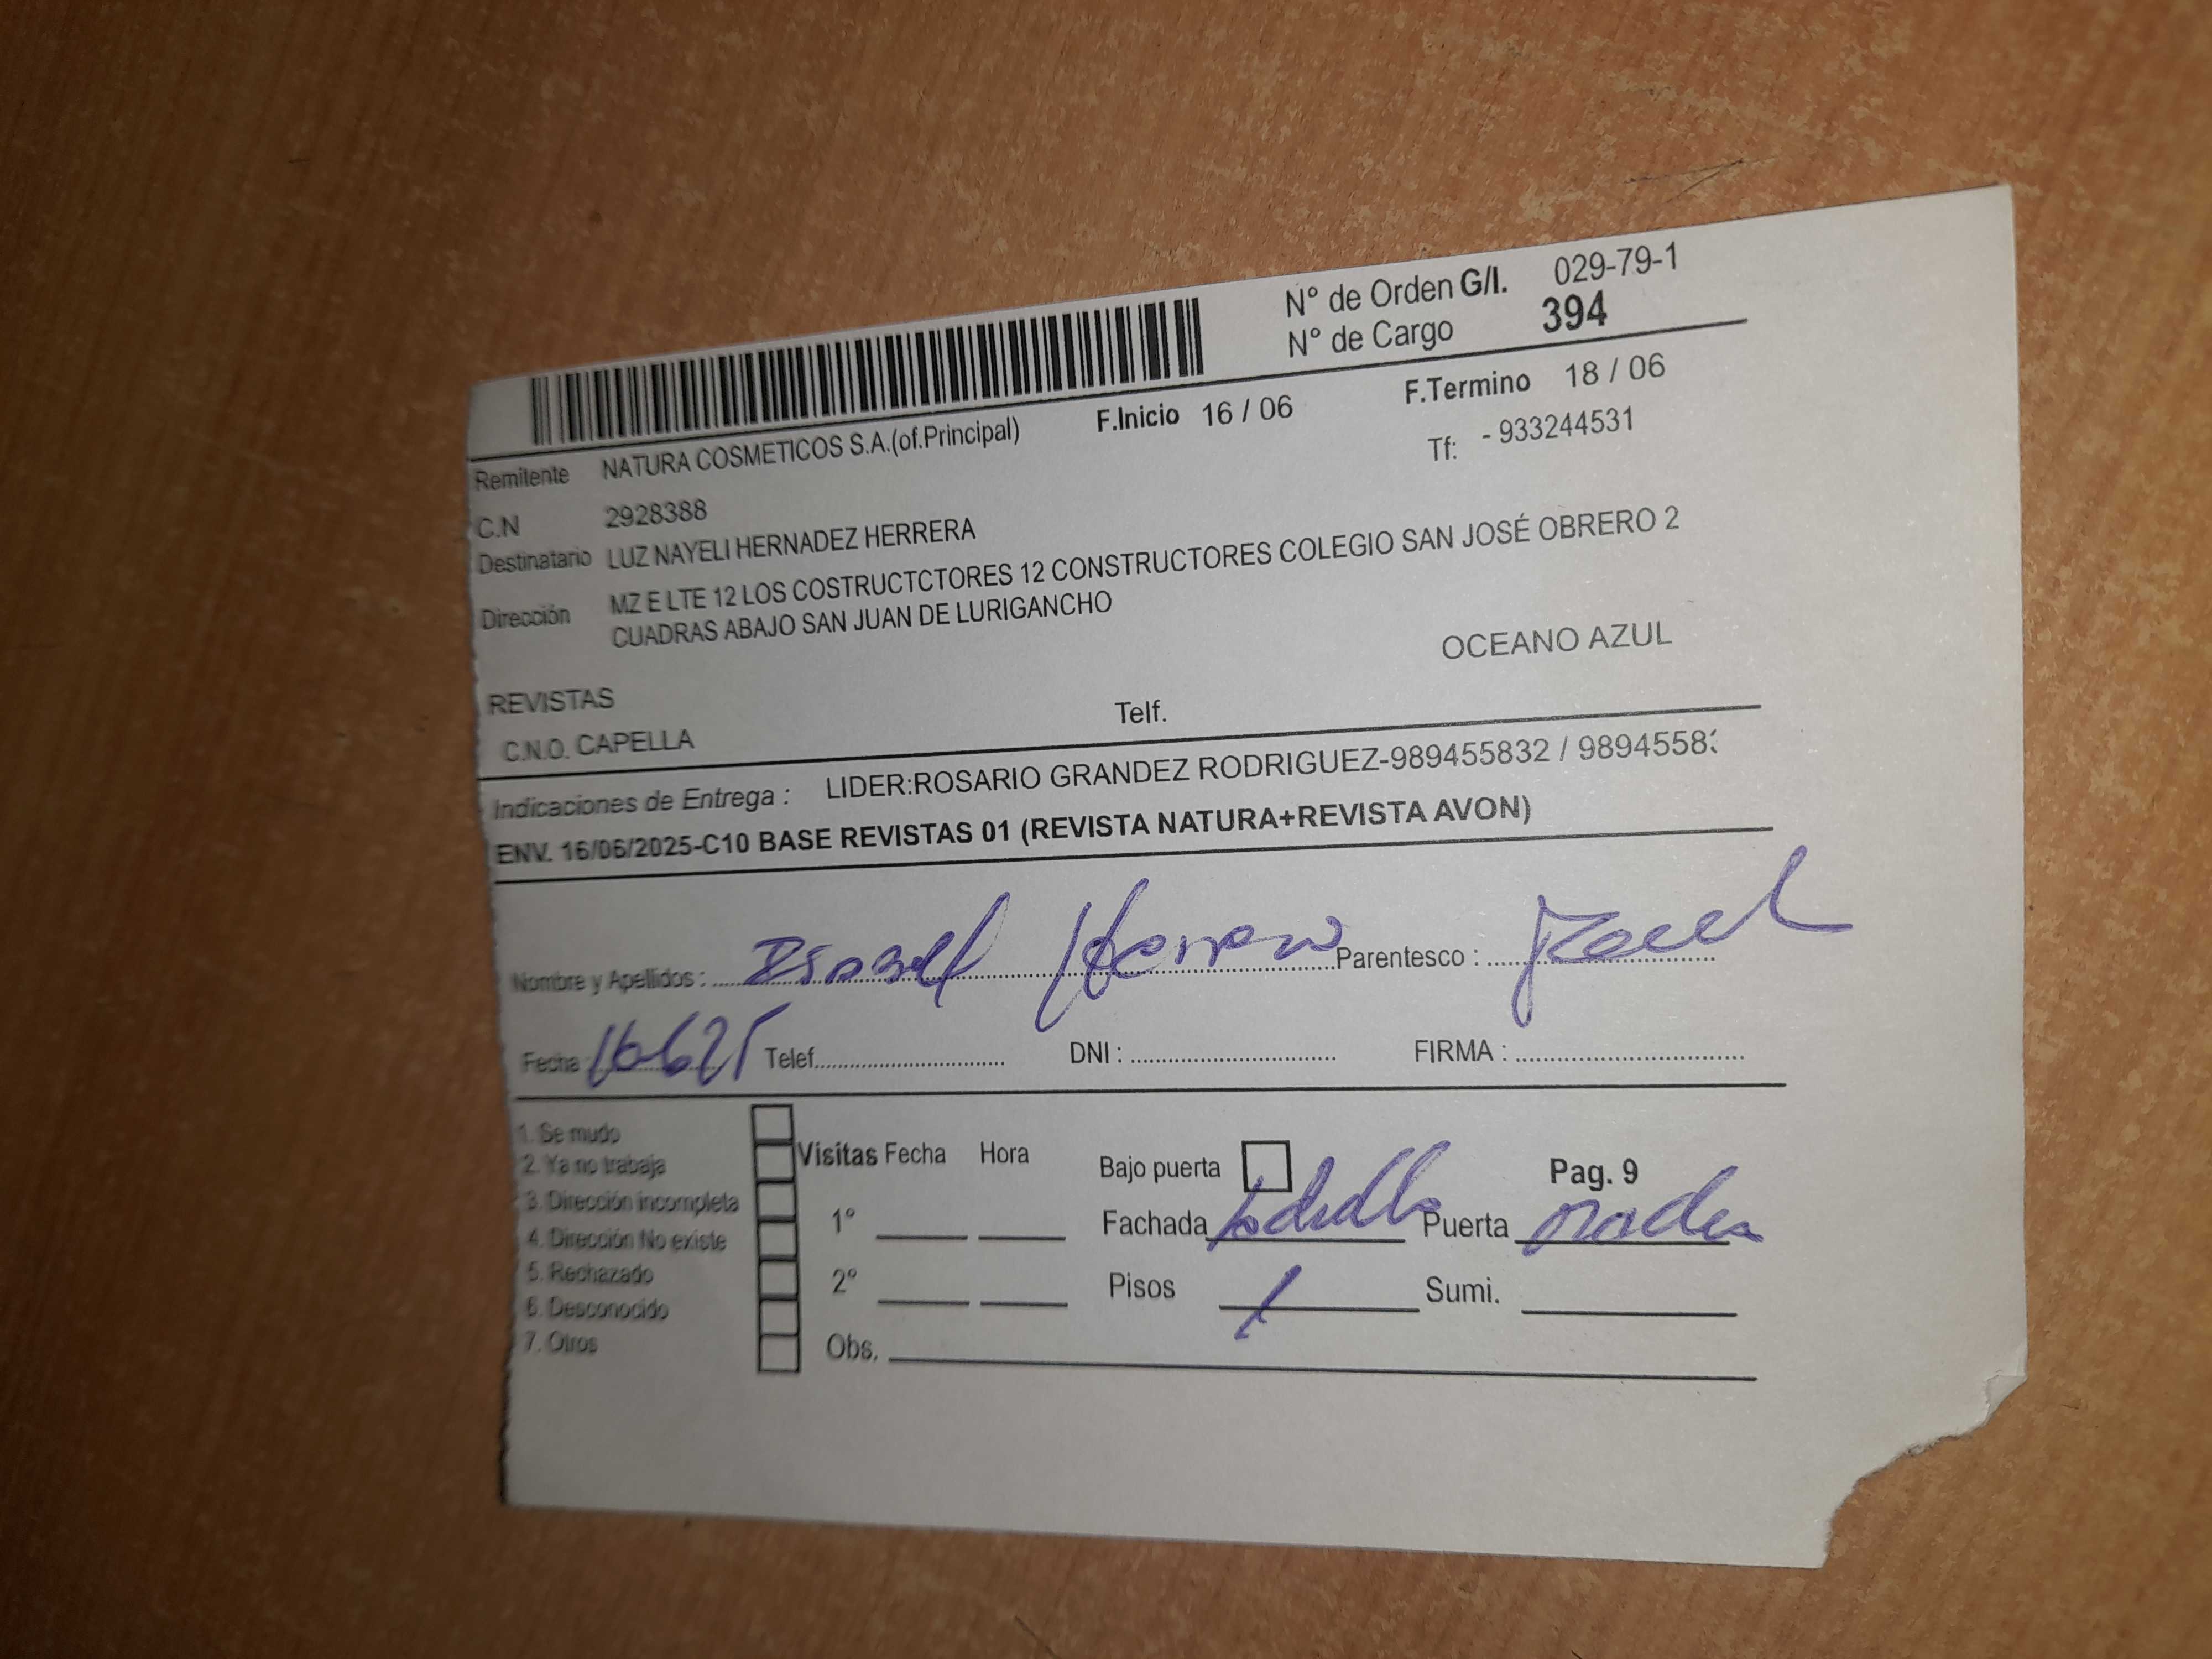 N° de Orden G/I. 029-79-1
N° de Cargo 394
F.Inicio 16 / 06 F.Termino 18 / 06
Remitente NATURA COSMETICOS S.A.(of.Principal) Tf: - 933244531
C.N 2928388
Destinatario LUZ NAYELI HERNADEZ HERRERA
Dirección MZ E LTE 12 LOS COSTRUCTCTORES 12 CONSTRUCTORES COLEGIO SAN JOSÉ OBRERO 2
CUADRAS ABAJO SAN JUAN DE LURIGANCHO
OCEANO AZUL
REVISTAS
C.N.O. CAPELLA Telf.
Indicaciones de Entrega : LIDER:ROSARIO GRANDEZ RODRIGUEZ-989455832 / 98945583
ENV. 16/06/2025-C10 BASE REVISTAS 01 (REVISTA NATURA+REVISTA AVON)
Nombre y Apellidos : Isabel Herrera Parentesco :
Fecha 16625 Telef. DNI : FIRMA :
1. Se mudo
2. Ya no trabaja
3. Dirección incompleta
4. Dirección No existe
5. Rechazado
6. Desconocido
7. Otros
Visitas Fecha Hora
1°
2°
Obs.
Bajo puerta Pag. 9
Fachada Ladrillo Puerta madera
Pisos 1 Sumi.